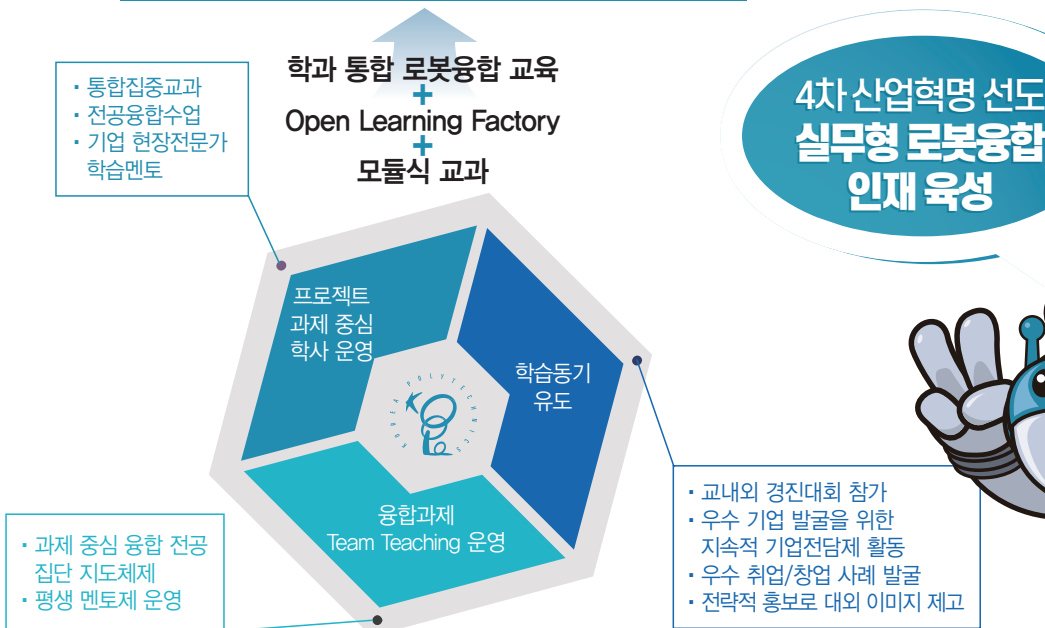 학과 통합 로봇융합 교육
+
Open Learning Factory
+
모듈식 교과
4차 산업혁명 선도
실무형 로봇융합
인재 육성
· 통합집중교과
· 전공융합수업
· 기업 현장전문가
학습멘토
프로젝트
과제 중심
학사 운영
학습동기
유도
KOREA POLYTECHNICS
융합과제
Team Teaching 운영
· 교내외 경진대회 참가
· 우수 기업 발굴을 위한
지속적 기업전담제 활동
· 우수 취업/창업 사례 발굴
· 전략적 홍보로 대외 이미지 제고
· 과제 중심 융합 전공
집단 지도체제
· 평생 멘토제 운영